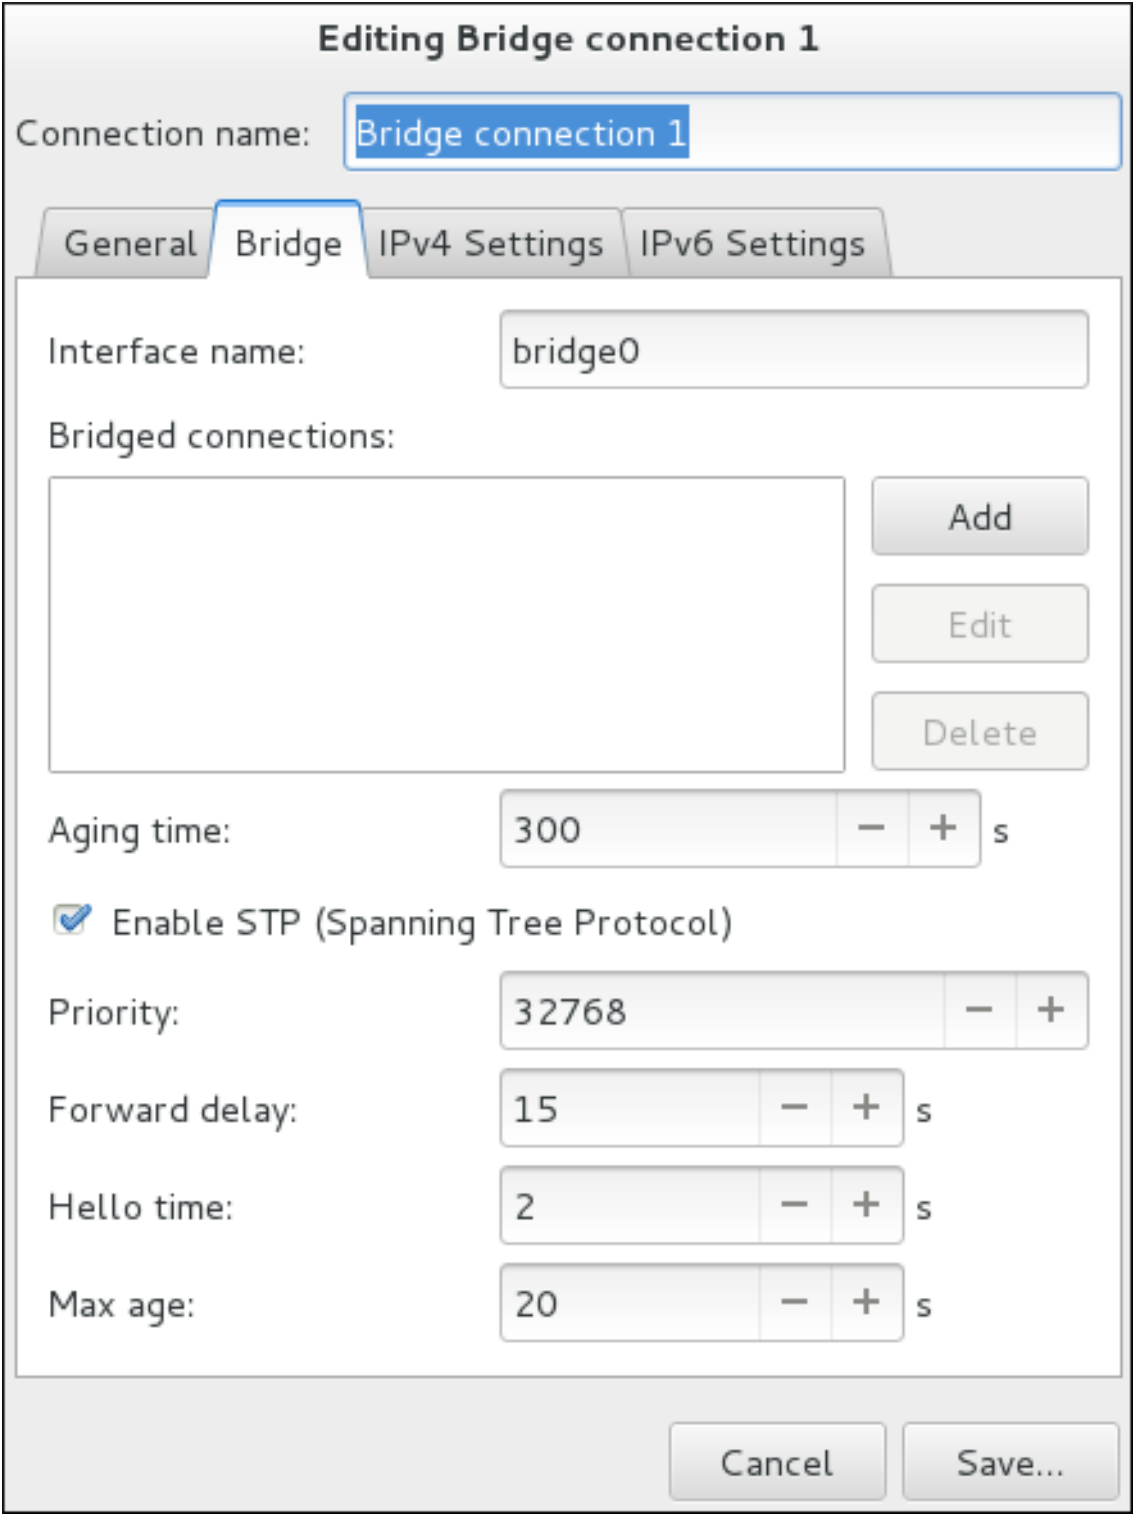 Editing Bridge connection 1
Connection name: Bridge connection 1
General Bridge IPv4 Settings IPv6 Settings
Interface name: bridge0
Bridged connections:
Add
Edit
Delete
Aging time: 300 − + s
Enable STP (Spanning Tree Protocol)
Priority: 32768 − +
Forward delay: 15 − + s
Hello time: 2 − + s
Max age: 20 − + s
Cancel Save...